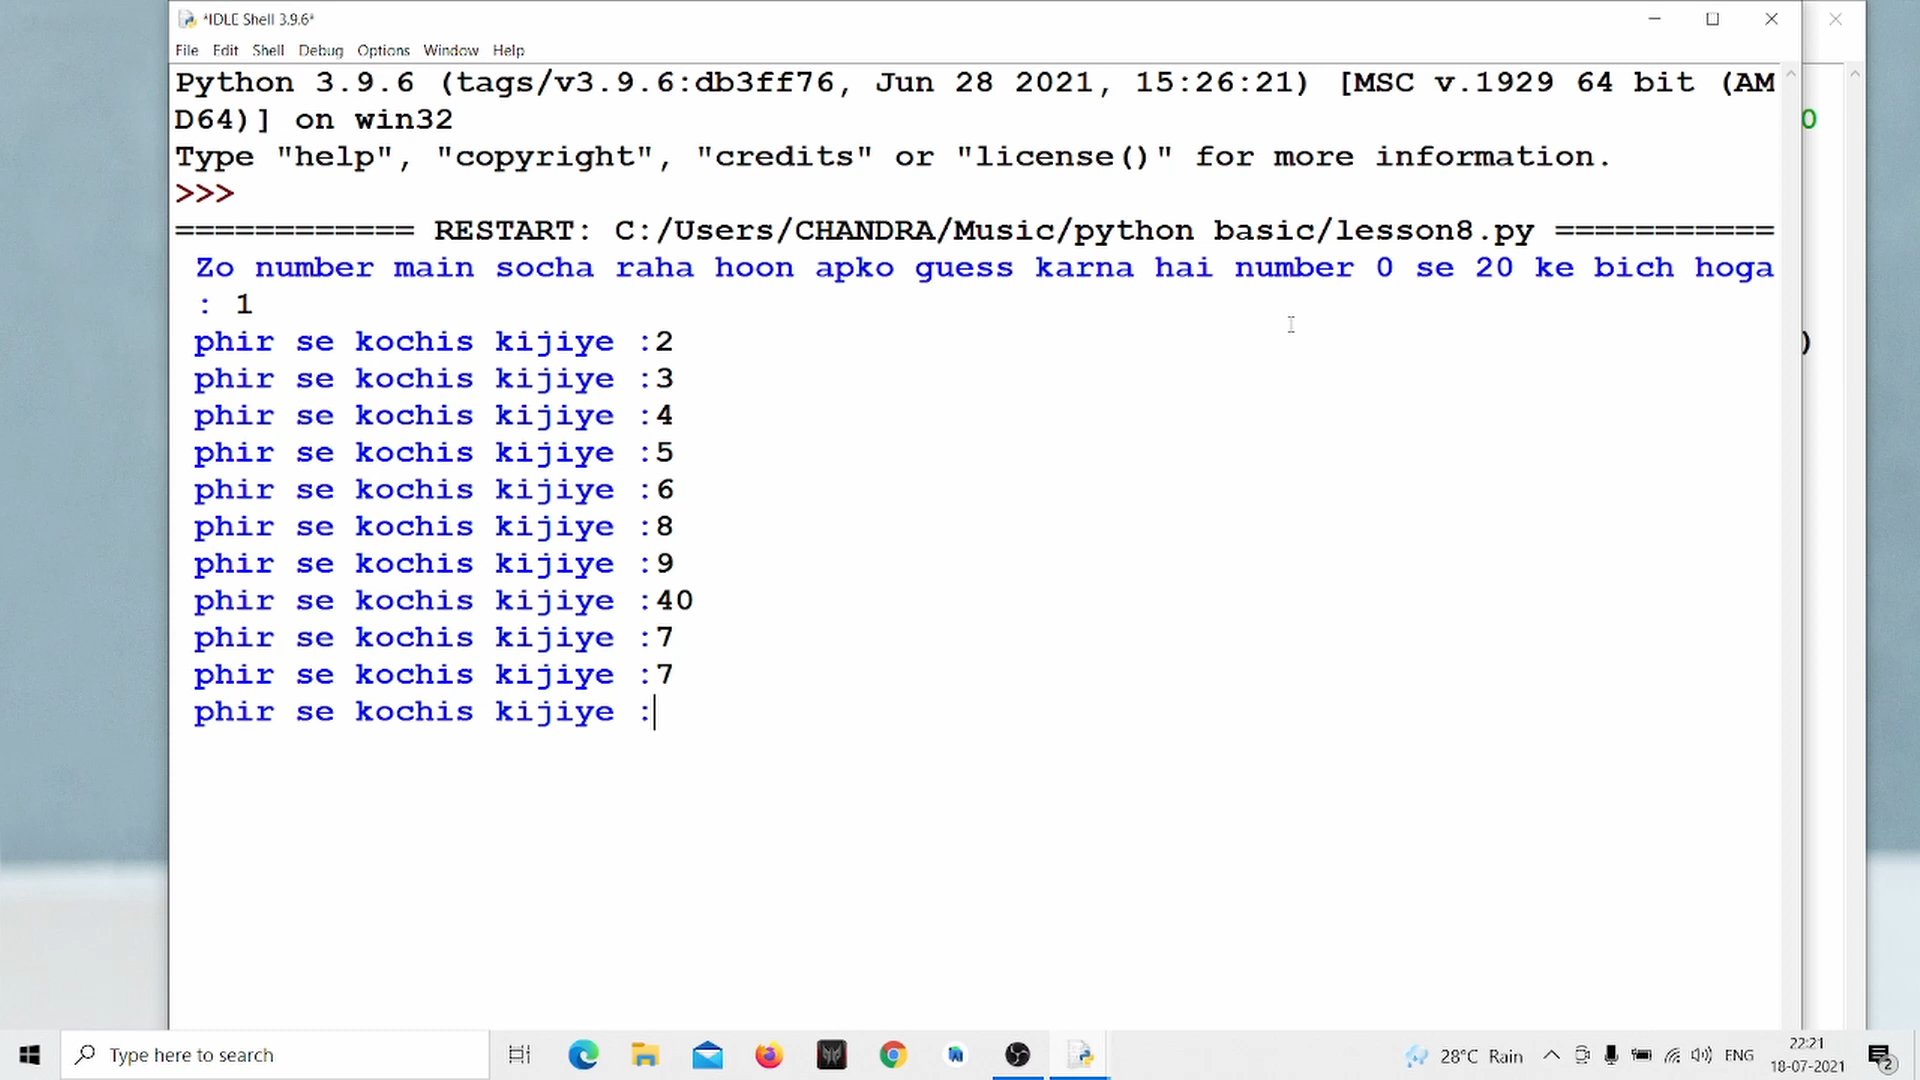 *IDLE Shell 3.9.6*
File Edit Shell Debug Options Window Help
Python 3.9.6 (tags/v3.9.6:db3ff76, Jun 28 2021, 15:26:21) [MSC v.1929 64 bit (AM
D64)] on win32
Type "help", "copyright", "credits" or "license()" for more information.
>>>
============ RESTART: C:/Users/CHANDRA/Music/python basic/lesson8.py ===========
Zo number main socha raha hoon apko guess karna hai number 0 se 20 ke bich hoga
: 1
phir se kochis kijiye :2
phir se kochis kijiye :3
phir se kochis kijiye :4
phir se kochis kijiye :5
phir se kochis kijiye :6
phir se kochis kijiye :8
phir se kochis kijiye :9
phir se kochis kijiye :40
phir se kochis kijiye :7
phir se kochis kijiye :7
phir se kochis kijiye :
0
)
Type here to search
28°C Rain
ENG
22:21
18-07-2021
2